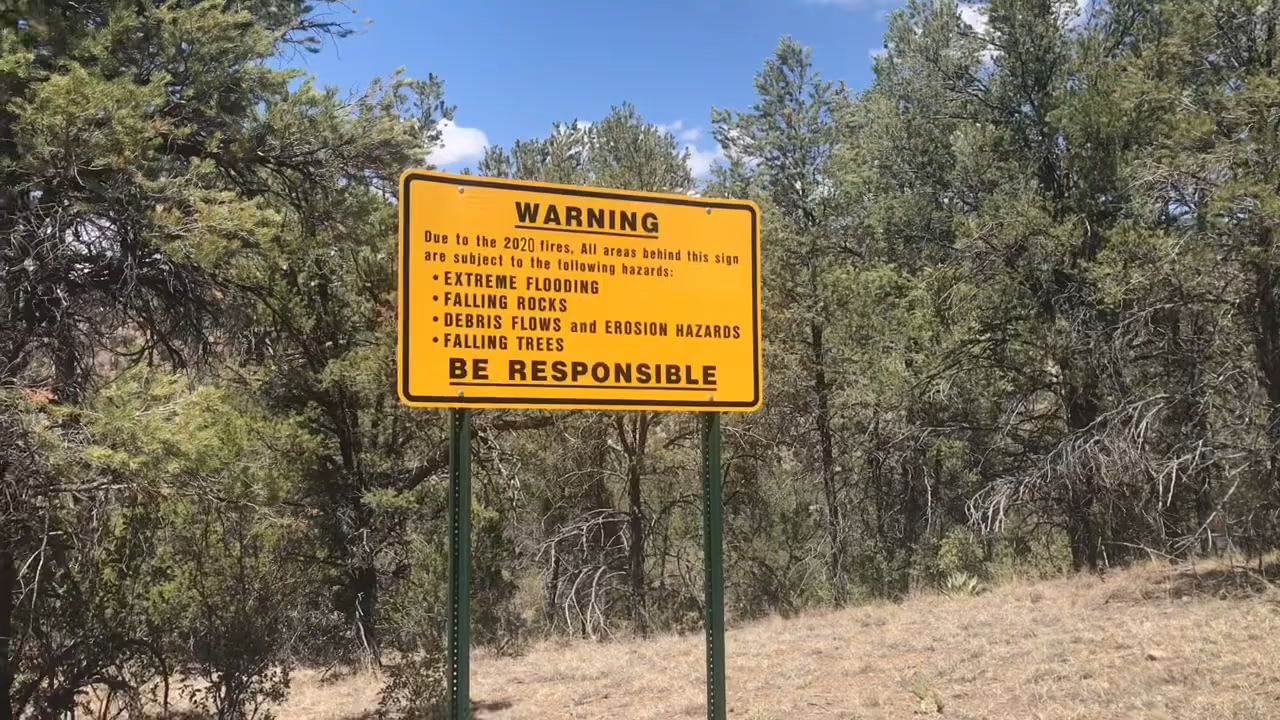 WARNING
Due to the 2020 fires, All areas behind this sign
are subject to the following hazards:
• EXTREME FLOODING
• FALLING ROCKS
• DEBRIS FLOWS and EROSION HAZARDS
• FALLING TREES
BE RESPONSIBLE